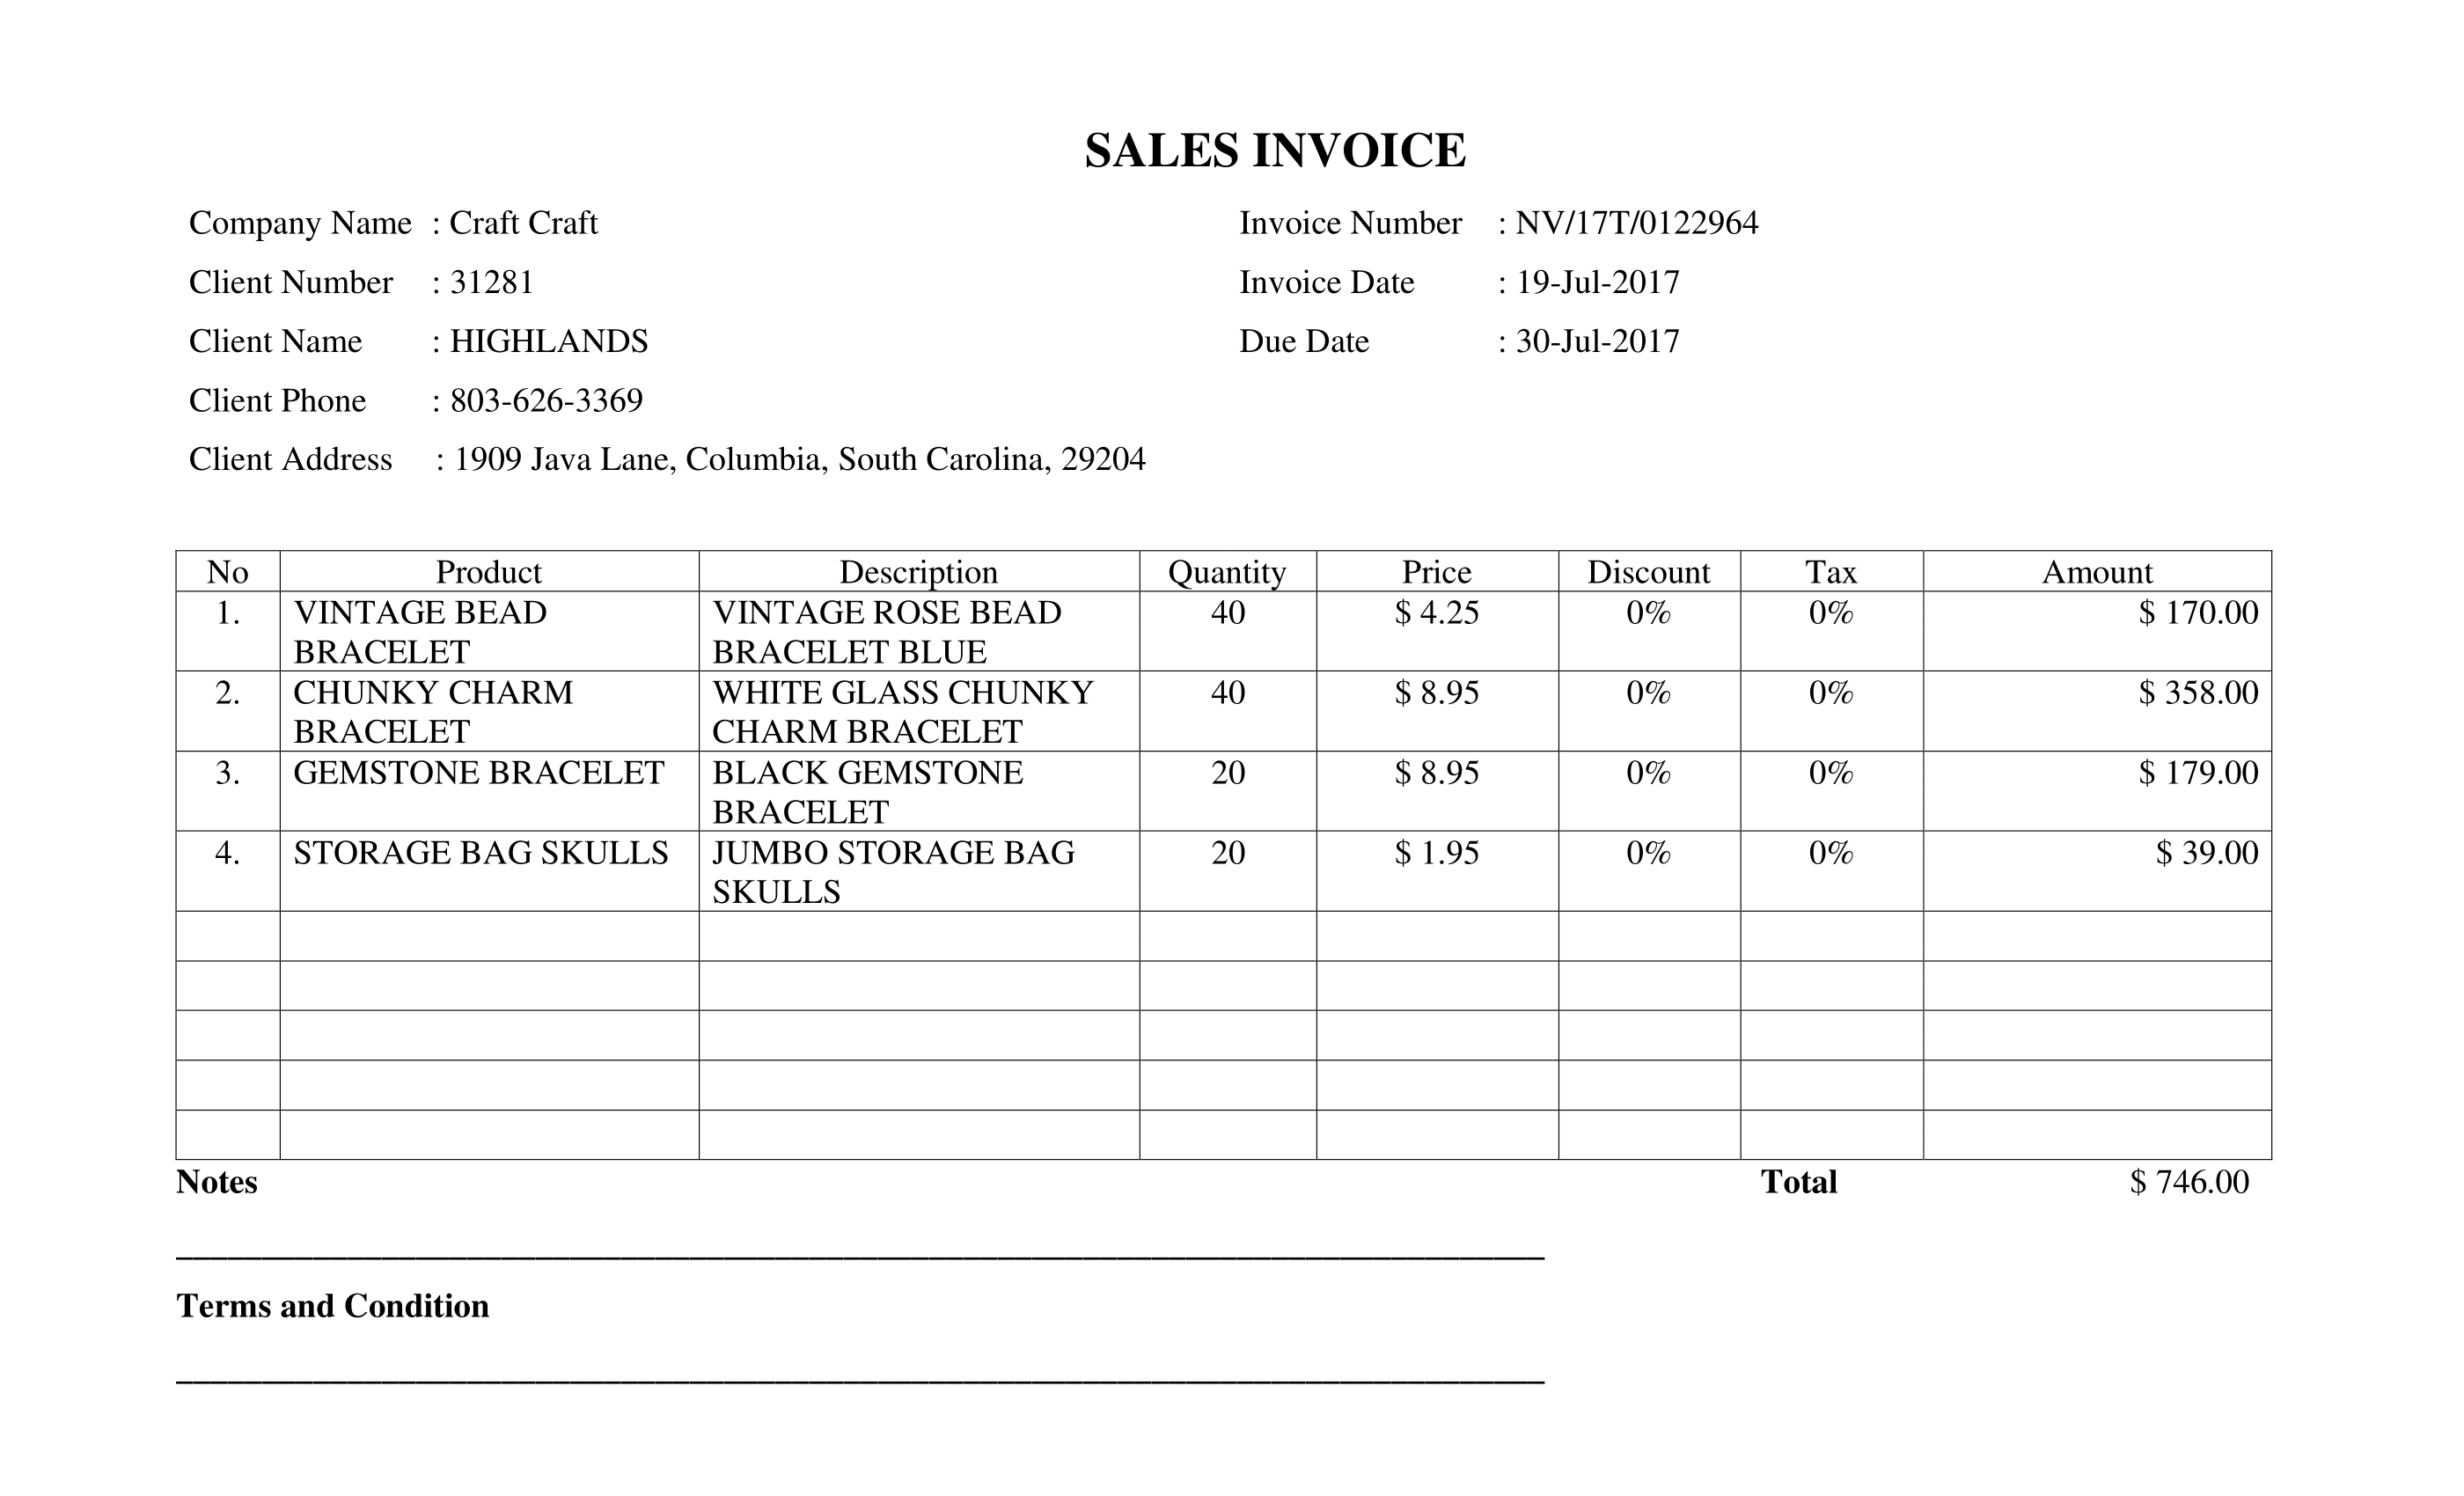 SALES INVOICE
Company Name : Craft Craft
Invoice Number : NV/17T/0122964
Client Number : 31281
Invoice Date : 19-Jul-2017
Client Name : HIGHLANDS
Due Date : 30-Jul-2017
Client Phone : 803-626-3369
Client Address : 1909 Java Lane, Columbia, South Carolina, 29204
No Product Description Quantity Price Discount Tax Amount
1. VINTAGE BEAD VINTAGE ROSE BEAD 40 $ 4.25 0% 0% $ 170.00
BRACELET BRACELET BLUE
2. CHUNKY CHARM WHITE GLASS CHUNKY 40 $ 8.95 0% 0% $ 358.00
BRACELET CHARM BRACELET
3. GEMSTONE BRACELET BLACK GEMSTONE 20 $ 8.95 0% 0% $ 179.00
BRACELET
4. STORAGE BAG SKULLS JUMBO STORAGE BAG 20 $ 1.95 0% 0% $ 39.00
SKULLS
Notes Total $ 746.00
Terms and Condition